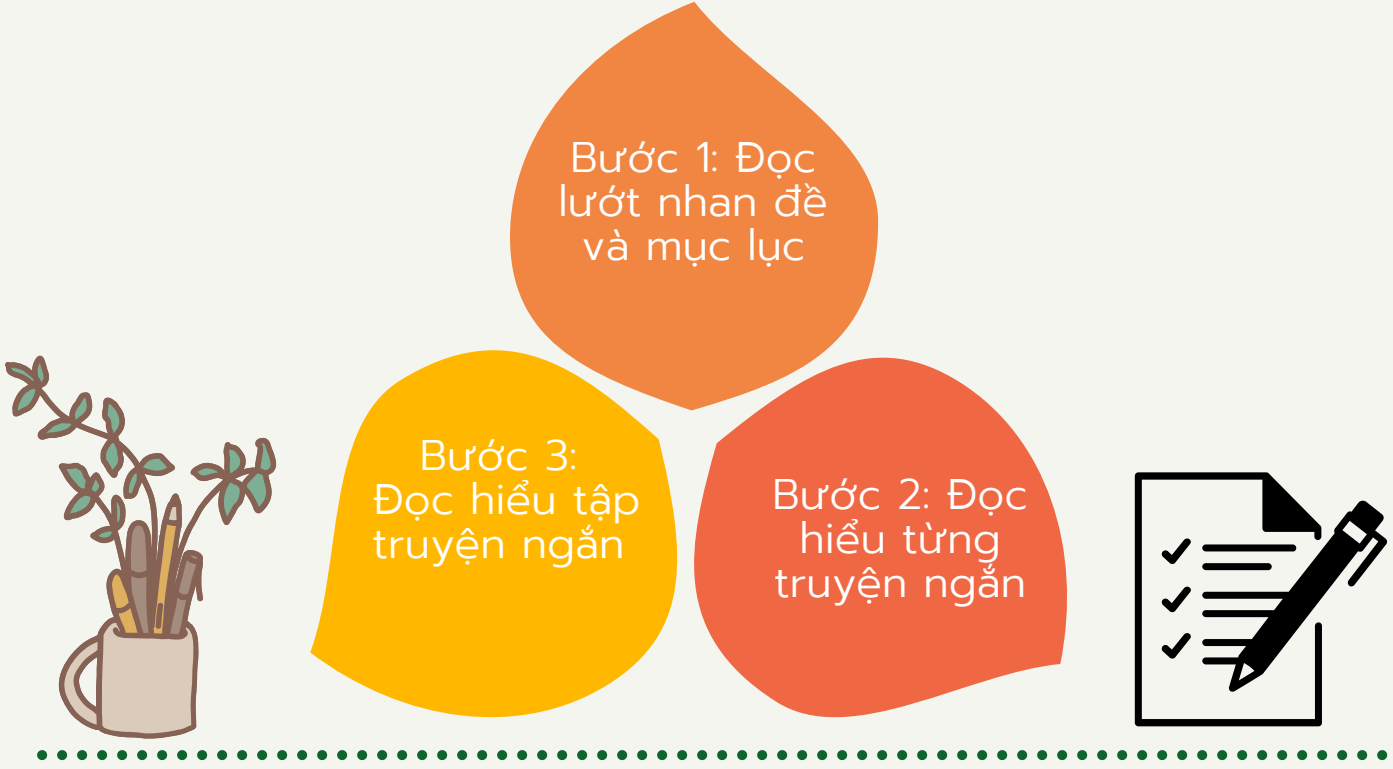 Bước 1: Đọc
lướt nhan đề
và mục lục
Bước 2: Đọc
hiểu từng
truyện ngắn
Bước 3:
Đọc hiểu tập
truyện ngắn